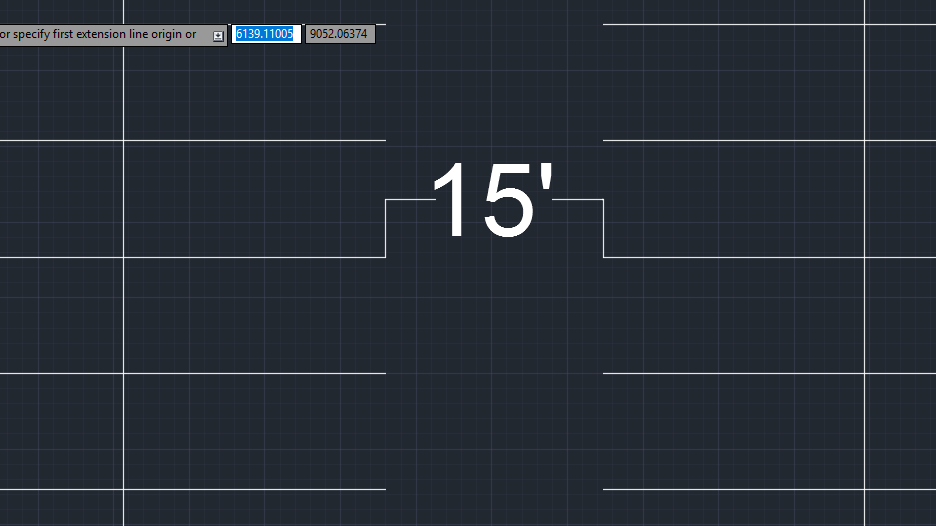 or specify first extension line origin or 6139.11005 9052.06374
15'